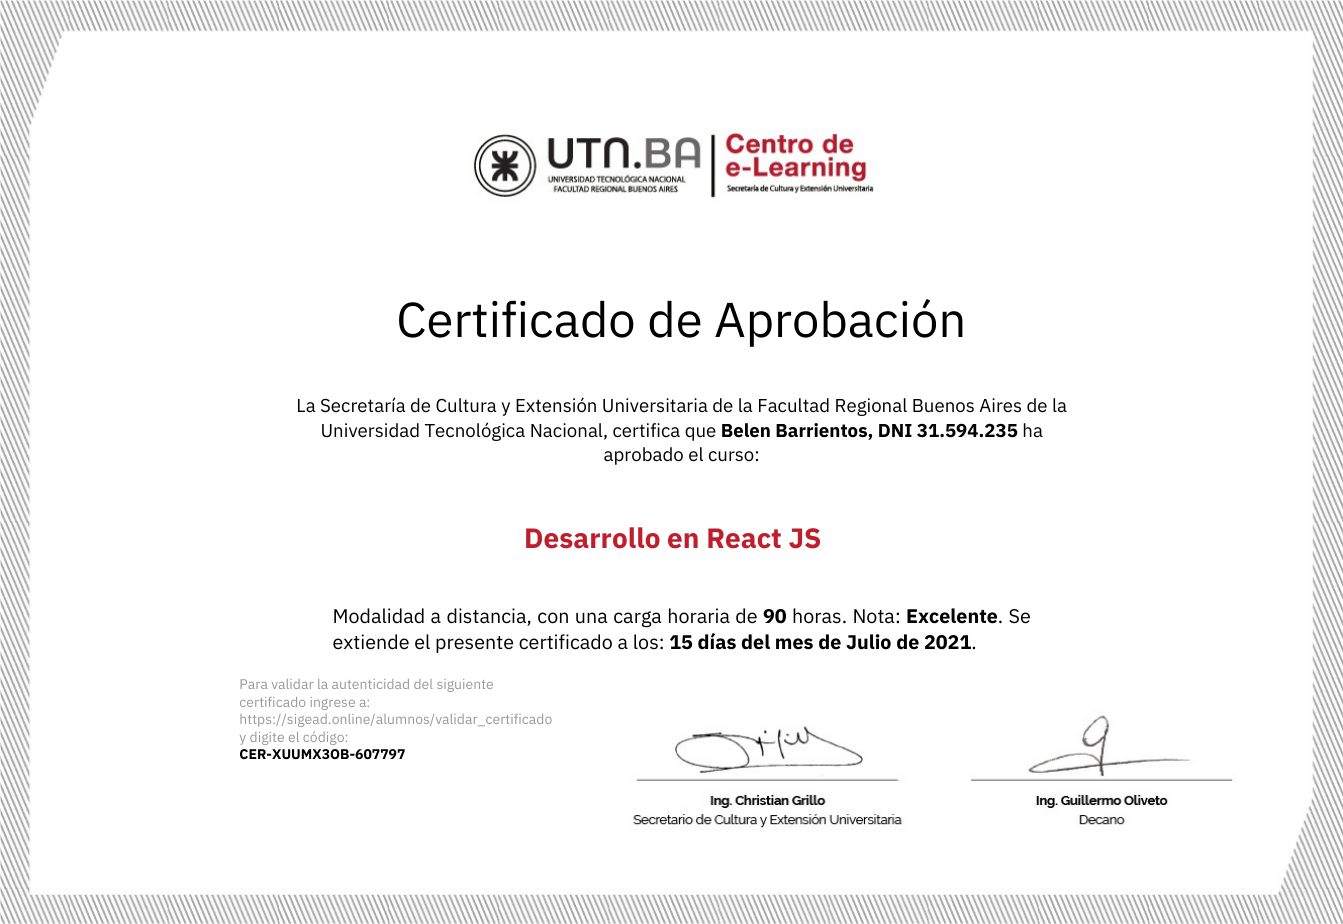 UTN.BA
UNIVERSIDAD TECNOLÓGICA NACIONAL
FACULTAD REGIONAL BUENOS AIRES
Centro de
e-Learning
Secretaría de Cultura y Extensión Universitaria
Certificado de Aprobación
La Secretaría de Cultura y Extensión Universitaria de la Facultad Regional Buenos Aires de la
Universidad Tecnológica Nacional, certifica que Belen Barrientos, DNI 31.594.235 ha
aprobado el curso:
Desarrollo en React JS
Modalidad a distancia, con una carga horaria de 90 horas. Nota: Excelente. Se
extiende el presente certificado a los: 15 días del mes de Julio de 2021.
Para validar la autenticidad del siguiente
certificado ingrese a:
https://sigead.online/alumnos/validar_certificado
y digite el código:
CER-XUUMX3OB-607797
Ing. Christian Grillo
Secretario de Cultura y Extensión Universitaria
Ing. Guillermo Oliveto
Decano